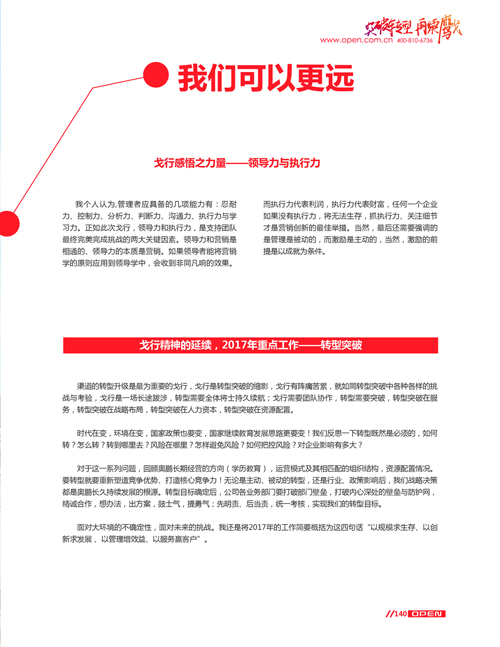 突破转型 再续鹰飞
www.open.com.cn 400-810-6736
我们可以更远
戈行感悟之力量——领导力与执行力
我个人认为,管理者应具备的几项能力有：忍耐
力、控制力、分析力、判断力、沟通力、执行力与学
习力。正如此次戈行，领导力和执行力，是支持团队
最终完美完成挑战的两大关键因素。领导力和营销是
相通的、领导力的本质是营销。如果领导者能将营销
学的原则应用到领导学中，会收到非同凡响的效果。
而执行力代表利润，执行力代表财富，任何一个企业
如果没有执行力，将无法生存，抓执行力、关注细节
才是营销创新的最佳举措。当然，最后还需要强调的
是管理是被动的，而激励是主动的，当然，激励的前
提是以成就为条件。
戈行精神的延续，2017年重点工作——转型突破
渠道的转型升级是最为重要的戈行，戈行是转型突破的缩影，戈行有阵痛苦累，就如同转型突破中各种各样的挑
战与考验，戈行是一场长途跋涉，转型需要全体将士持久续航；戈行需要团队协作，转型需要突破，转型突破在服
务，转型突破在战略布局，转型突破在人力资本，转型突破在资源配置。
时代在变，环境在变，国家政策也要变，国家继续教育发展思路更要变！我们反思一下转型既然是必须的，如何
转？怎么转？转到哪里去？风险在哪里？怎样避免风险？如何把控风险？对企业影响有多大？
对于这一系列问题，回顾奥鹏长期经营的方向（学历教育），运营模式及其相匹配的组织结构，资源配置情况。
要转型就要重新塑造竞争优势、打造核心竞争力！无论是主动、被动的转型，还是行业、政策影响后，我们战略决策
都是奥鹏长久持续发展的根源。转型目标确定后，公司各业务部门要打破部门壁垒，打破内心深处的壁垒与防护网，
精诚合作，想办法，出方案，鼓士气，提勇气；先明责、后当责，统一考核，实现我们的转型目标。
面对大环境的不确定性，面对未来的挑战。我还是将2017年的工作简要概括为这四句话“以规模求生存、以创
新求发展 、以管理增效益、以服务赢客户”。
//140 OPEN